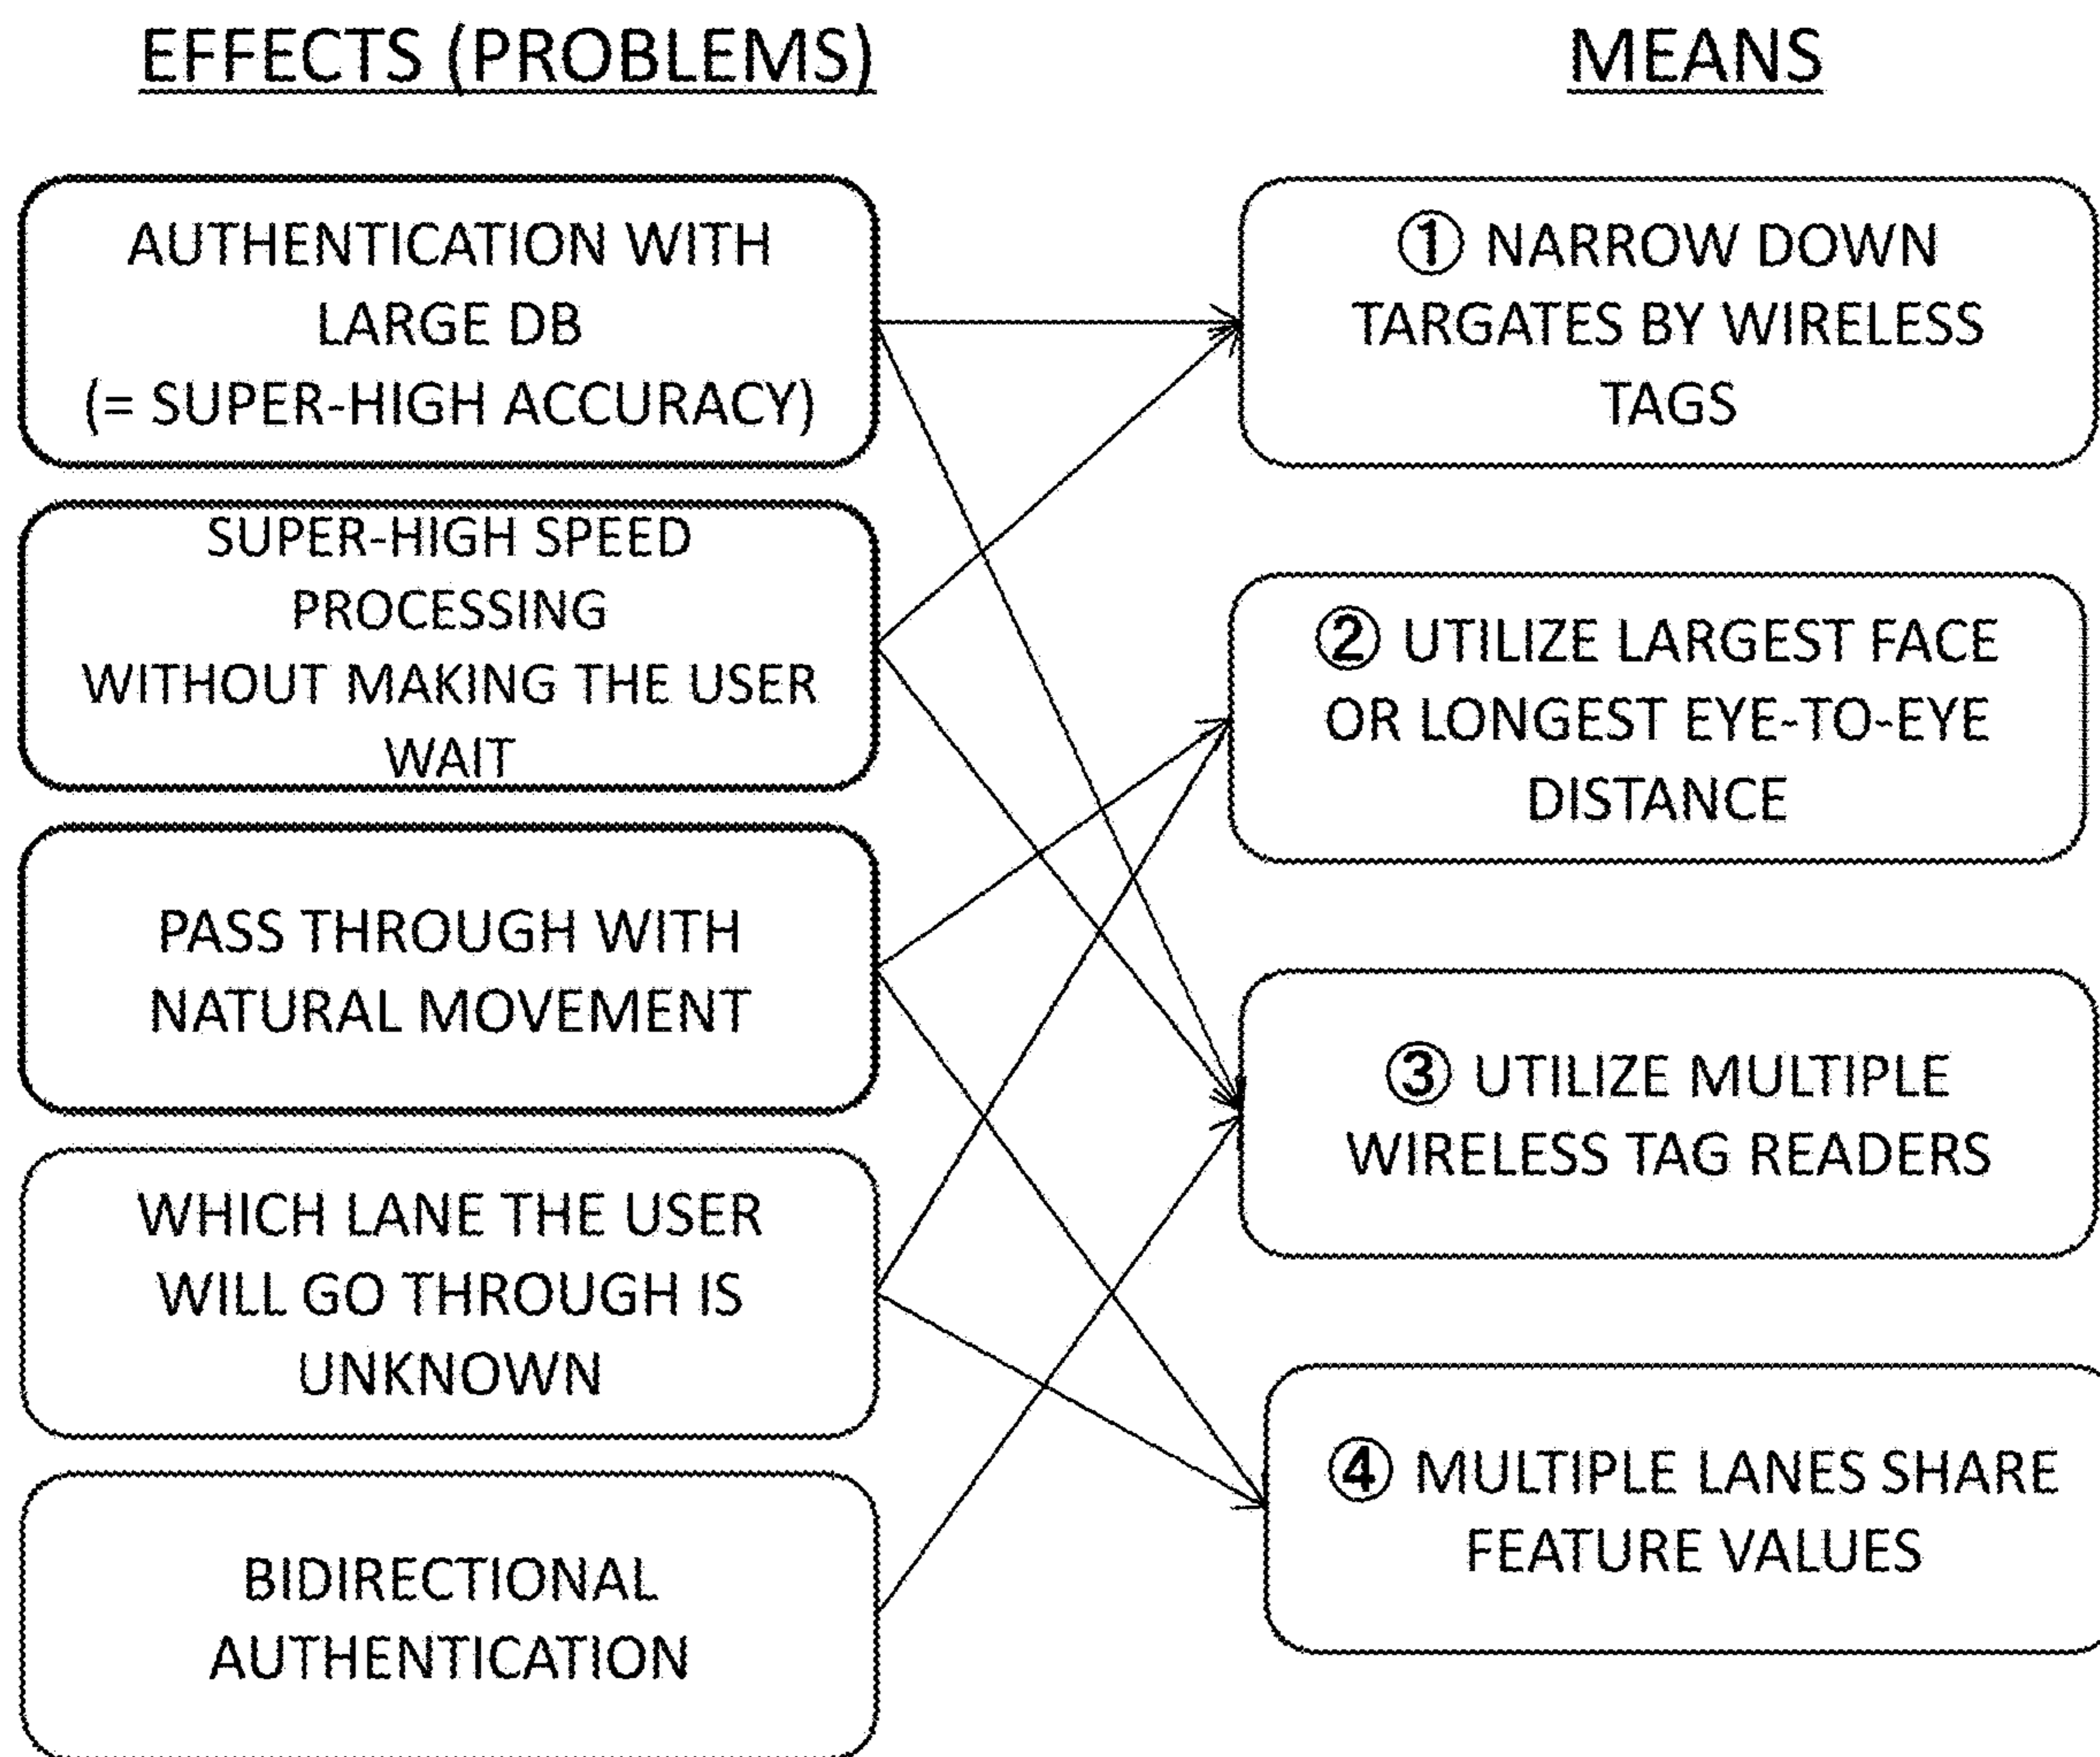 EFFECTS (PROBLEMS)
AUTHENTICATION WITH
LARGE DB
(= SUPER-HIGH ACCURACY)
SUPER-HIGH SPEED
PROCESSING
WITHOUT MAKING THE USER
WAIT
PASS THROUGH WITH
NATURAL MOVEMENT
WHICH LANE THE USER
WILL GO THROUGH IS
UNKNOWN
BIDIRECTIONAL
AUTHENTICATION
MEANS
① NARROW DOWN
TARGATES BY WIRELESS
TAGS
② UTILIZE LARGEST FACE
OR LONGEST EYE-TO-EYE
DISTANCE
③ UTILIZE MULTIPLE
WIRELESS TAG READERS
④ MULTIPLE LANES SHARE
FEATURE VALUES